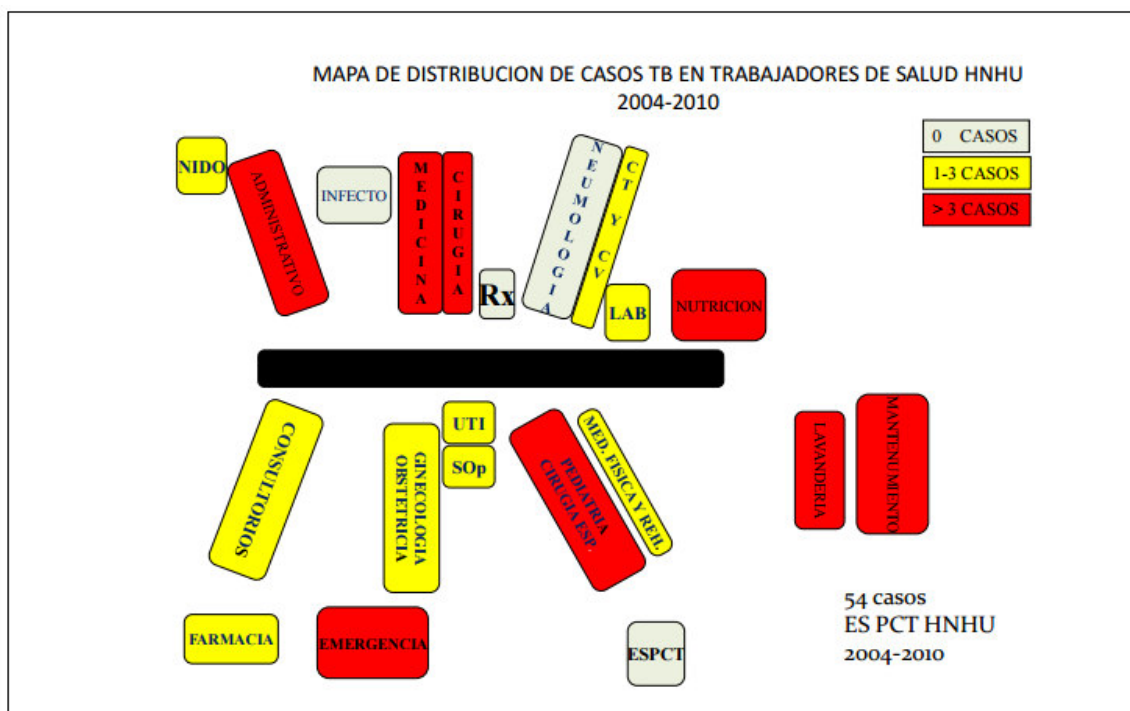 MAPA DE DISTRIBUCION DE CASOS TB EN TRABAJADORES DE SALUD HNHU
2004-2010
0 CASOS
1-3 CASOS
> 3 CASOS
NIDO
ADMINISTRATIVO
INFECTO
MEDICINA
CIRUGIA
Rx
NEUMOLOGIA
CT Y CV
LAB
NUTRICION
CONSULTORIOS
GINECOLOGIA
OBSTETRICIA
UTI
SOp
PEDIATRIA
CIRUGIA ESP.
MED. FISICA Y REH.
LAVANDERIA
MANTENUMIENTO
FARMACIA
EMERGENCIA
ESPCT
54 casos
ES PCT HNHU
2004-2010